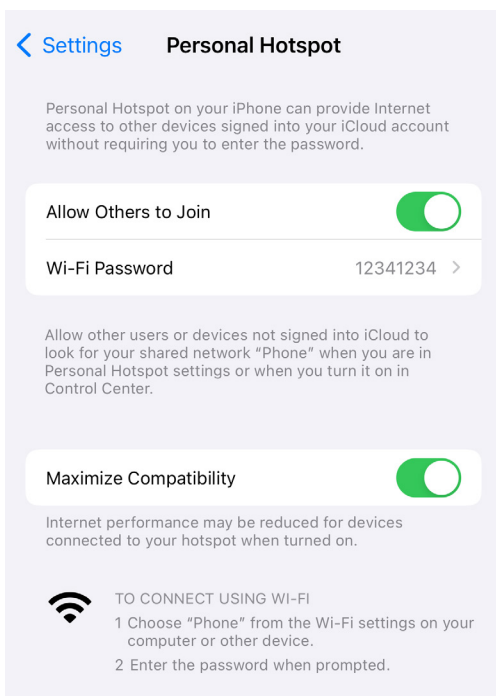 Settings Personal Hotspot
Personal Hotspot on your iPhone can provide Internet
access to other devices signed into your iCloud account
without requiring you to enter the password.
Allow Others to Join
Wi-Fi Password 12341234
Allow other users or devices not signed into iCloud to
look for your shared network “Phone” when you are in
Personal Hotspot settings or when you turn it on in
Control Center.
Maximize Compatibility
Internet performance may be reduced for devices
connected to your hotspot when turned on.
TO CONNECT USING WI-FI
1 Choose “Phone” from the Wi-Fi settings on your
computer or other device.
2 Enter the password when prompted.